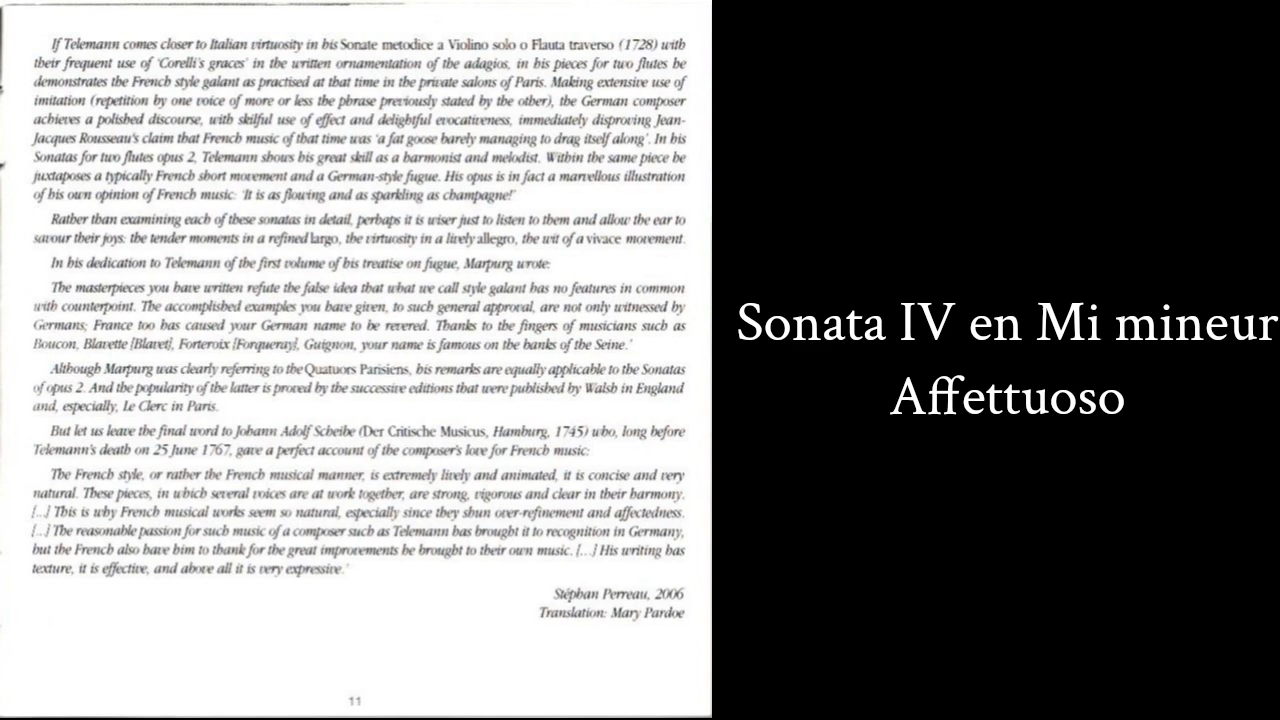 If Telemann comes closer to Italian virtuosity in his Sonate metodice a Violino solo o Flauta traverso (1728) with
their frequent use of 'Corelli's graces' in the written ornamentation of the adagios, in his pieces for two flutes he
demonstrates the French style galant as practised at that time in the private salons of Paris. Making extensive use of
imitation (repetition by one voice of more or less the phrase previously stated by the other), the German composer
achieves a polished discourse, with skilful use of effect and delightful evocativeness, immediately disproving Jean-
Jacques Rousseau's claim that French music of that time was 'a fat goose barely managing to drag itself along'. In his
Sonatas for two flutes opus 2, Telemann shows his great skill as a harmonist and melodist. Within the same piece he
juxtaposes a typically French short movement and a German-style fugue. His opus is in fact a marvellous illustration
of his own opinion of French music: 'It is as flowing and as sparkling as champagne!'
Rather than examining each of these sonatas in detail, perhaps it is wiser just to listen to them and allow the ear to
savour their joys: the tender moments in a refined largo, the virtuosity in a lively allegro, the wit of a vivace movement.
In his dedication to Telemann of the first volume of his treatise on fugue, Marpurg wrote:
The masterpieces you have written refute the false idea that what we call style galant has no features in common
with counterpoint. The accomplished examples you have given, to such general approval, are not only witnessed by
Germans; France too has caused your German name to be revered. Thanks to the fingers of musicians such as
Boucon, Blavette [Blavet], Forteroix [Forqueray], Guignon, your name is famous on the banks of the Seine.'
Although Marpurg was clearly referring to the Quatuors Parisiens, his remarks are equally applicable to the Sonatas
of opus 2. And the popularity of the latter is proved by the successive editions that were published by Walsh in England
and, especially, Le Clerc in Paris.
But let us leave the final word to Johann Adolf Scheibe (Der Critische Musicus, Hamburg, 1745) who, long before
Telemann's death on 25 June 1767, gave a perfect account of the composer's love for French music:
The French style, or rather the French musical manner, is extremely lively and animated, it is concise and very
natural. These pieces, in which several voices are at work together, are strong, vigorous and clear in their harmony.
[...] This is why French musical works seem so natural, especially since they shun over-refinement and affectedness.
[...] The reasonable passion for such music of a composer such as Telemann has brought it to recognition in Germany,
but the French also have him to thank for the great improvements he brought to their own music. [...] His writing has
texture, it is effective, and above all it is very expressive.'
Stéphan Perreau, 2006
Translation: Mary Pardoe
11
Sonata IV en Mi mineur
Affettuoso